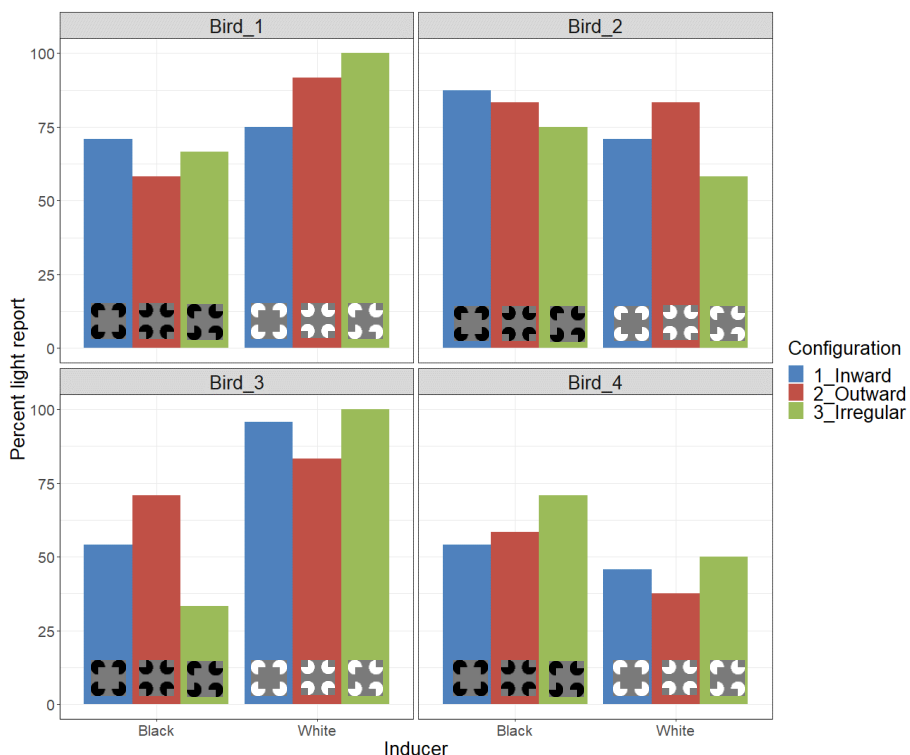 Bird_1
Bird_2
100
75
50
25
0
Percent light report
Bird_3
Bird_4
100
75
50
25
0
Black
White
Black
White
Inducer
Configuration
1_Inward
2_Outward
3_Irregular